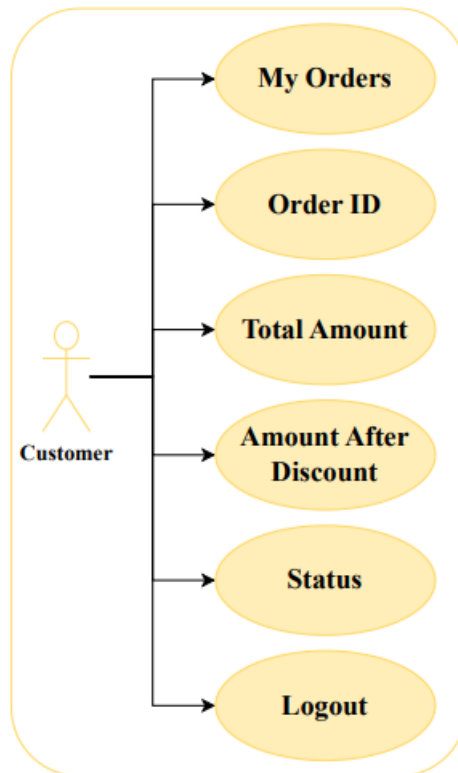 My Orders
Order ID
Total Amount
Customer
Amount After
Discount
Status
Logout